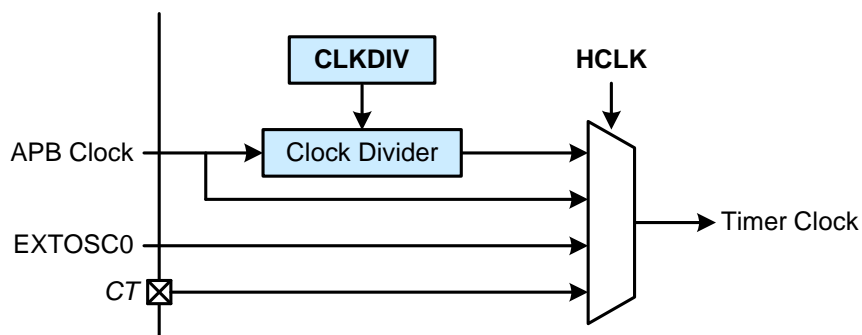 CLKDIV
HCLK
APB Clock
Clock Divider
Timer Clock
EXTOSC0
CT